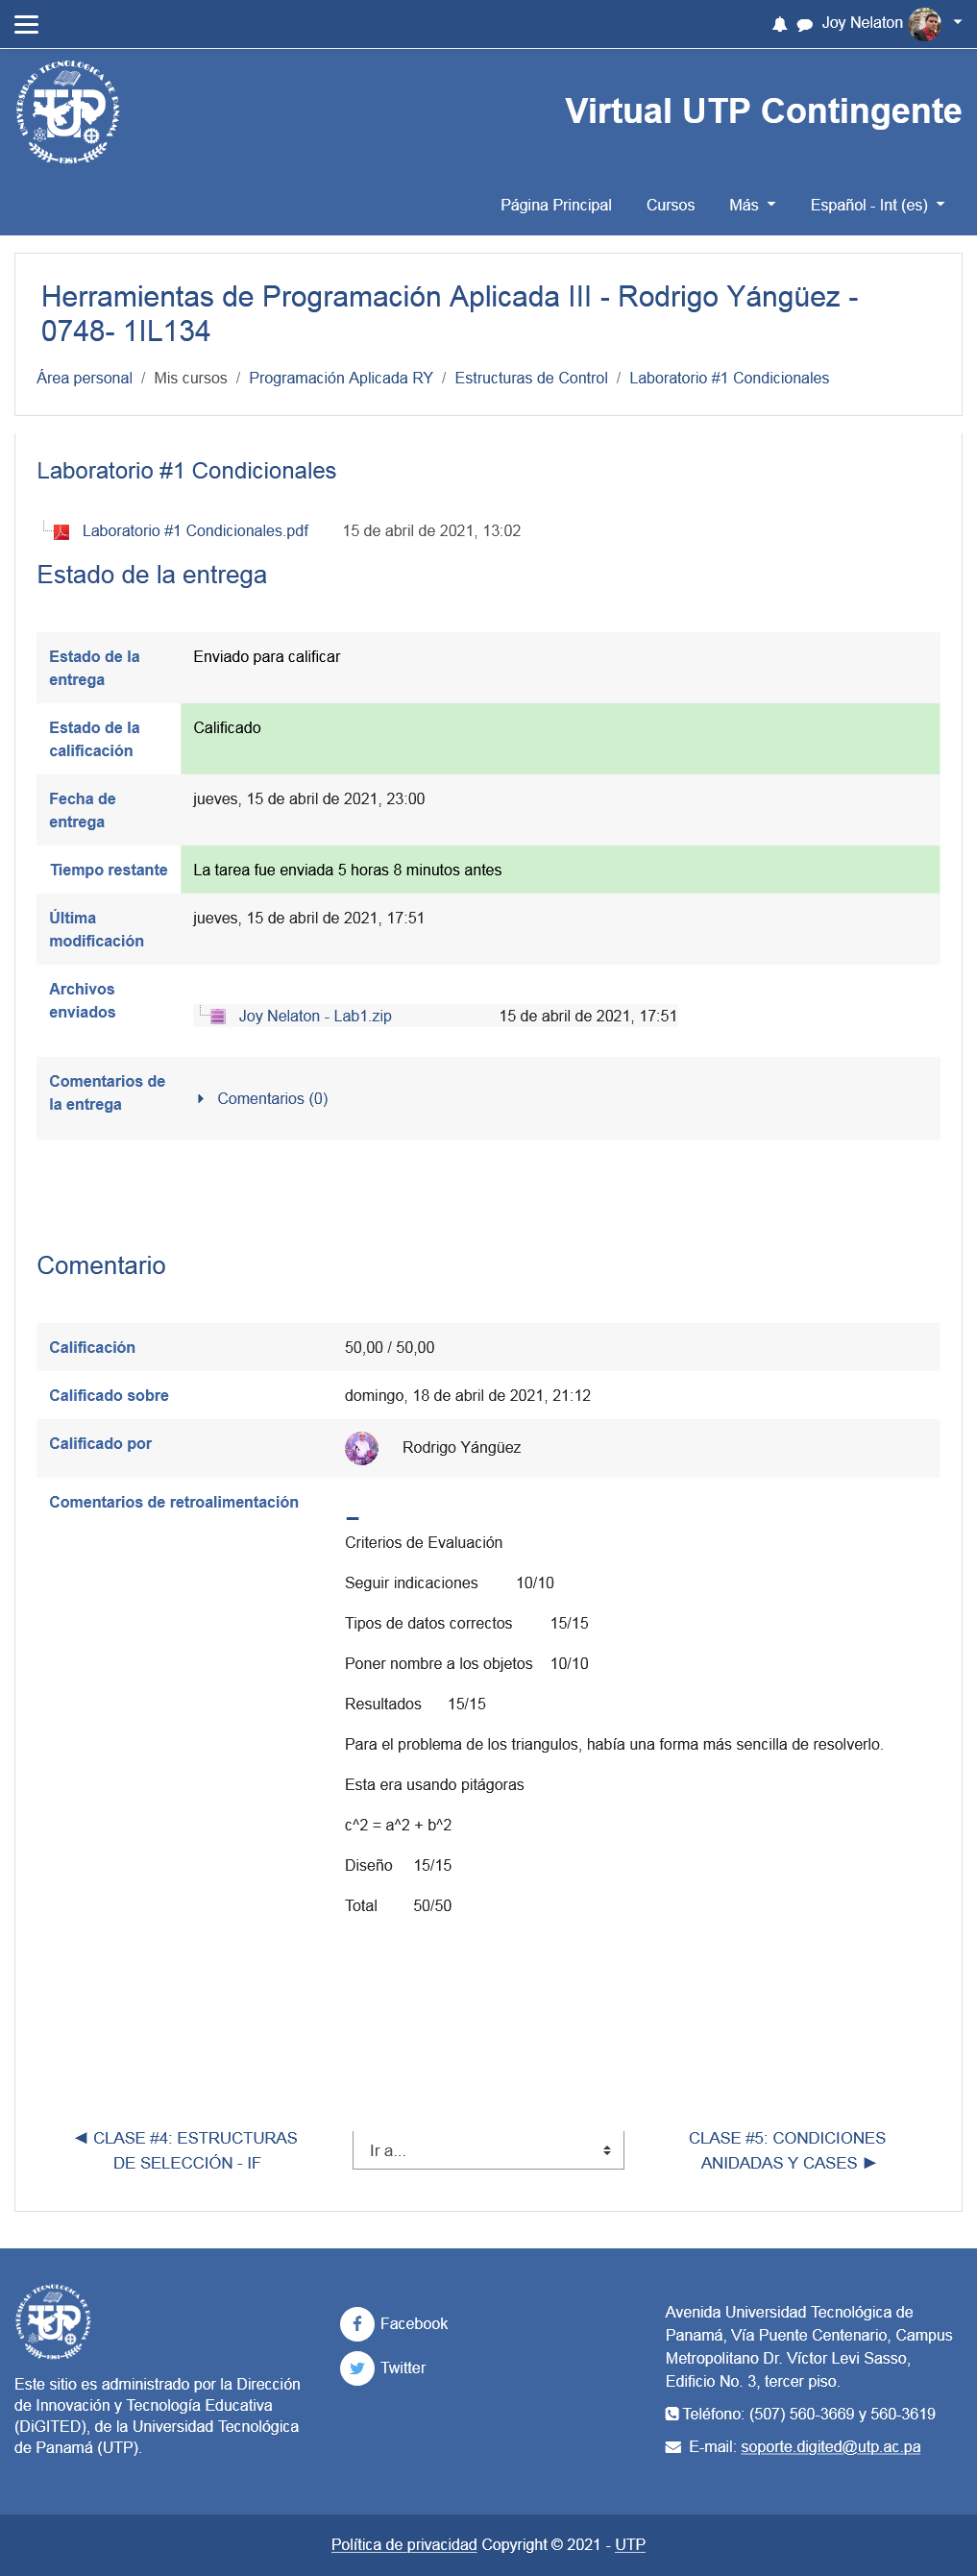 Joy Nelaton
UNIVERSIDAD TECNOLOGICA DE PANAMA
UTP
1981
Virtual UTP Contingente
Página Principal Cursos Más Español - Int (es)
Herramientas de Programación Aplicada III - Rodrigo Yángüez -
0748- 1IL134
Área personal / Mis cursos / Programación Aplicada RY / Estructuras de Control / Laboratorio #1 Condicionales
Laboratorio #1 Condicionales
Laboratorio #1 Condicionales.pdf 15 de abril de 2021, 13:02
Estado de la entrega
Estado de la Enviado para calificar
entrega
Estado de la Calificado
calificación
Fecha de jueves, 15 de abril de 2021, 23:00
entrega
Tiempo restante La tarea fue enviada 5 horas 8 minutos antes
Última jueves, 15 de abril de 2021, 17:51
modificación
Archivos
enviados Joy Nelaton - Lab1.zip 15 de abril de 2021, 17:51
Comentarios de
la entrega Comentarios (0)
Comentario
Calificación 50,00 / 50,00
Calificado sobre domingo, 18 de abril de 2021, 21:12
Calificado por Rodrigo Yángüez
Comentarios de retroalimentación
Criterios de Evaluación
Seguir indicaciones 10/10
Tipos de datos correctos 15/15
Poner nombre a los objetos 10/10
Resultados 15/15
Para el problema de los triangulos, había una forma más sencilla de resolverlo.
Esta era usando pitágoras
c^2 = a^2 + b^2
Diseño 15/15
Total 50/50
◄ CLASE #4: ESTRUCTURAS
DE SELECCIÓN - IF
Ir a...
CLASE #5: CONDICIONES
ANIDADAS Y CASES ►
UNIVERSIDAD TECNOLOGICA DE PANAMA
UTP
1981
Este sitio es administrado por la Dirección
de Innovación y Tecnología Educativa
(DiGITED), de la Universidad Tecnológica
de Panamá (UTP).
Facebook
Twitter
Avenida Universidad Tecnológica de
Panamá, Vía Puente Centenario, Campus
Metropolitano Dr. Víctor Levi Sasso,
Edificio No. 3, tercer piso.
Teléfono: (507) 560-3669 y 560-3619
E-mail: soporte.digited@utp.ac.pa
Política de privacidad Copyright © 2021 - UTP